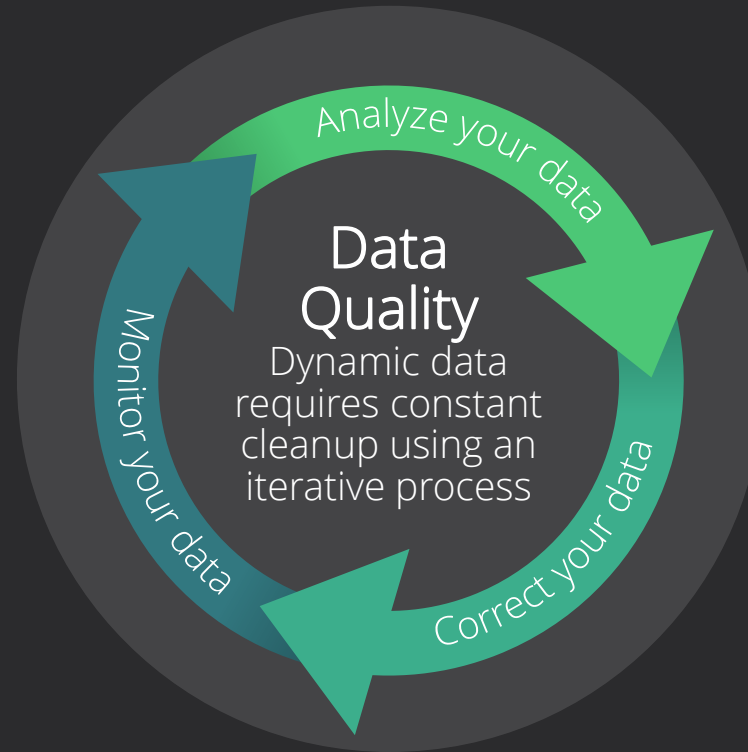 Analyze your data
Data
Quality
Dynamic data
requires constant
cleanup using an
iterative process
Correct your data
Monitor your data